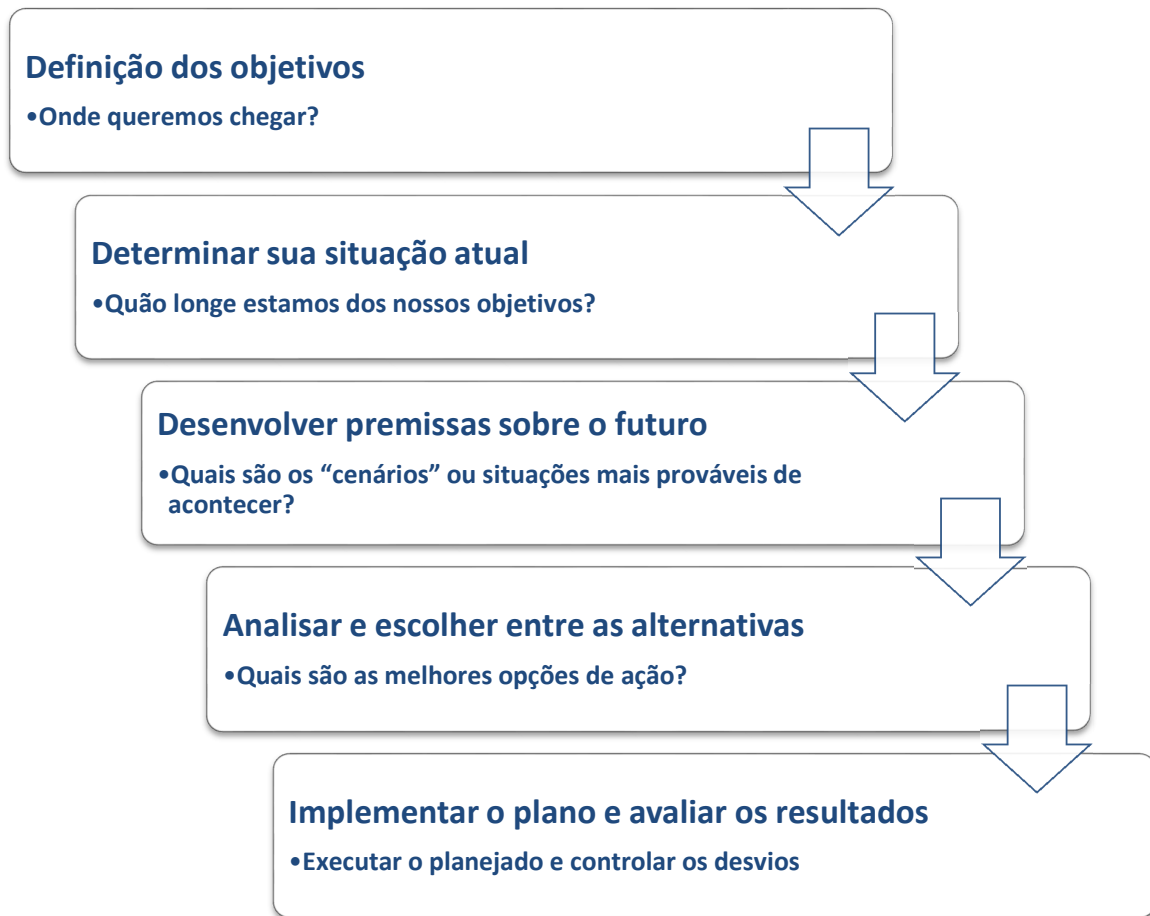 Definição dos objetivos
•Onde queremos chegar?
Determinar sua situação atual
•Quão longe estamos dos nossos objetivos?
Desenvolver premissas sobre o futuro
•Quais são os “cenários” ou situações mais prováveis de
acontecer?
Analisar e escolher entre as alternativas
•Quais são as melhores opções de ação?
Implementar o plano e avaliar os resultados
•Executar o planejado e controlar os desvios